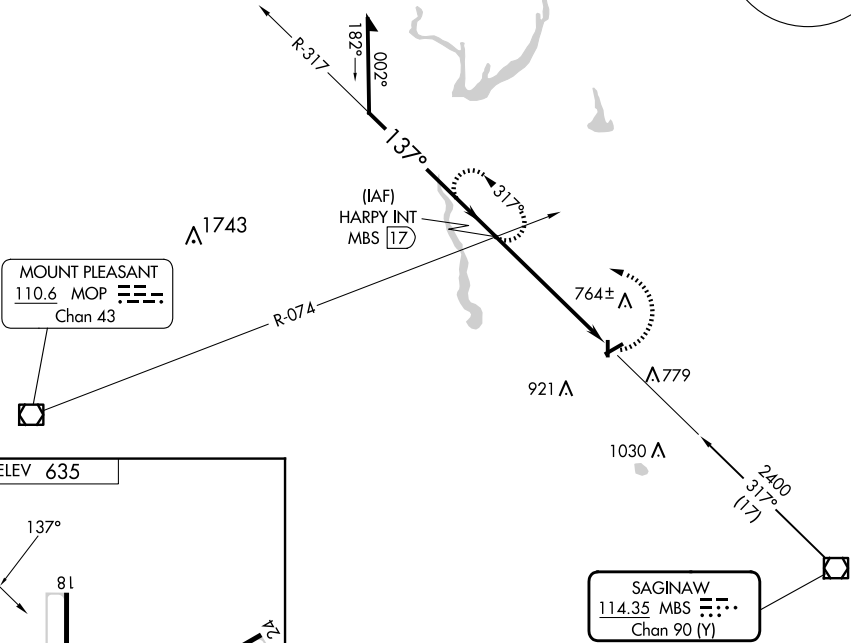 R-317
182°
002°
137°
(IAF)
HARPY INT
MBS 17
317°
1743
MOUNT PLEASANT
110.6 MOP
Chan 43
R-074
764±
779
921
1030
2400
317°
(17)
ELEV 635
137°
18
24
SAGINAW
114.35 MBS
Chan 90 (Y)